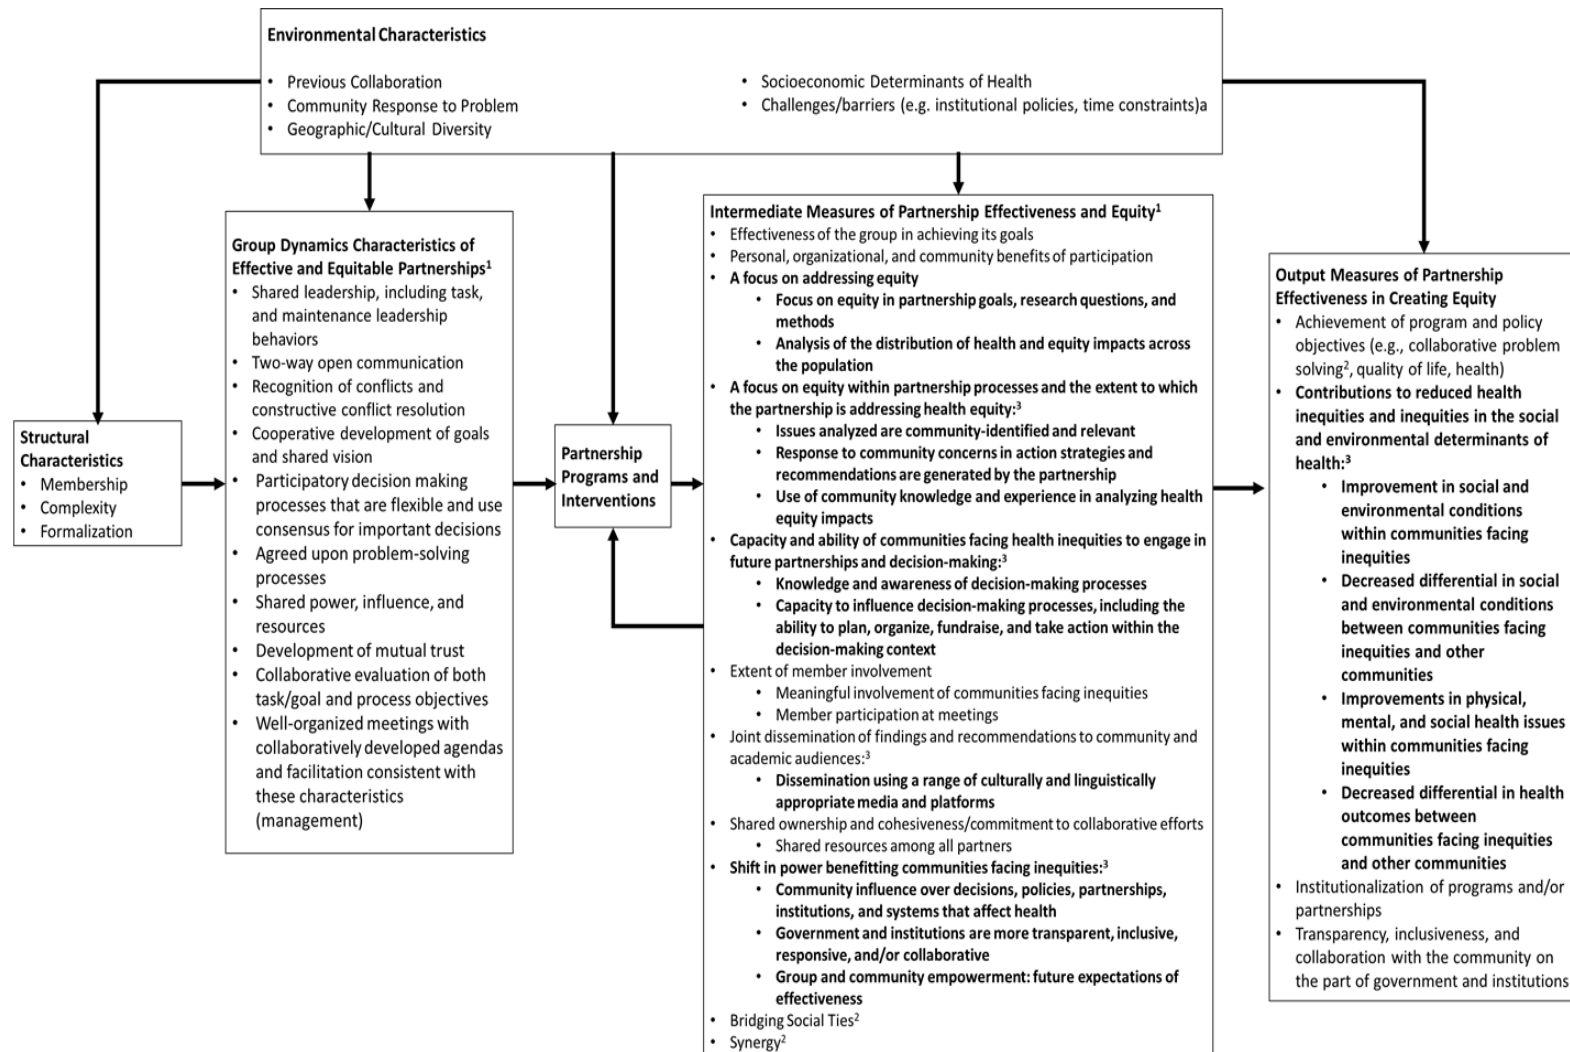 Environmental Characteristics
• Previous Collaboration
• Community Response to Problem
• Geographic/Cultural Diversity
• Socioeconomic Determinants of Health
• Challenges/barriers (e.g. institutional policies, time constraints)a
Structural
Characteristics
• Membership
• Complexity
• Formalization
Group Dynamics Characteristics of
Effective and Equitable Partnerships¹
• Shared leadership, including task,
and maintenance leadership
behaviors
• Two-way open communication
• Recognition of conflicts and
constructive conflict resolution
• Cooperative development of goals
and shared vision
• Participatory decision making
processes that are flexible and use
consensus for important decisions
• Agreed upon problem-solving
processes
• Shared power, influence, and
resources
• Development of mutual trust
• Collaborative evaluation of both
task/goal and process objectives
• Well-organized meetings with
collaboratively developed agendas
and facilitation consistent with
these characteristics
(management)
Partnership
Programs and
Interventions
Intermediate Measures of Partnership Effectiveness and Equity¹
• Effectiveness of the group in achieving its goals
• Personal, organizational, and community benefits of participation
• A focus on addressing equity
• Focus on equity in partnership goals, research questions, and
methods
• Analysis of the distribution of health and equity impacts across
the population
• A focus on equity within partnership processes and the extent to which
the partnership is addressing health equity:³
• Issues analyzed are community-identified and relevant
• Response to community concerns in action strategies and
recommendations are generated by the partnership
• Use of community knowledge and experience in analyzing health
equity impacts
• Capacity and ability of communities facing health inequities to engage in
future partnerships and decision-making:³
• Knowledge and awareness of decision-making processes
• Capacity to influence decision-making processes, including the
ability to plan, organize, fundraise, and take action within the
decision-making context
• Extent of member involvement
• Meaningful involvement of communities facing inequities
• Member participation at meetings
• Joint dissemination of findings and recommendations to community and
academic audiences:³
• Dissemination using a range of culturally and linguistically
appropriate media and platforms
• Shared ownership and cohesiveness/commitment to collaborative efforts
• Shared resources among all partners
• Shift in power benefitting communities facing inequities:³
• Community influence over decisions, policies, partnerships,
institutions, and systems that affect health
• Government and institutions are more transparent, inclusive,
responsive, and/or collaborative
• Group and community empowerment: future expectations of
effectiveness
• Bridging Social Ties²
• Synergy²
Output Measures of Partnership
Effectiveness in Creating Equity
• Achievement of program and policy
objectives (e.g., collaborative problem
solving², quality of life, health)
• Contributions to reduced health
inequities and inequities in the social
and environmental determinants of
health:³
• Improvement in social and
environmental conditions
within communities facing
inequities
• Decreased differential in social
and environmental conditions
between communities facing
inequities and other
communities
• Improvements in physical,
mental, and social health issues
within communities facing
inequities
• Decreased differential in health
outcomes between
communities facing inequities
and other communities
• Institutionalization of programs and/or
partnerships
• Transparency, inclusiveness, and
collaboration with the community on
the part of government and institutions